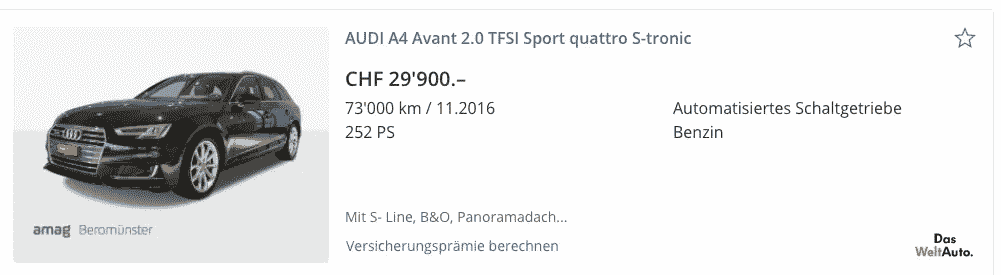 AUDI A4 Avant 2.0 TFSI Sport quattro S-tronic
CHF 29'900.–
73'000 km / 11.2016
Automatisiertes Schaltgetriebe
252 PS
Benzin
Mit S- Line, B&O, Panoramadach...
Versicherungsprämie berechnen
amag Beromünster
Das
WeltAuto.